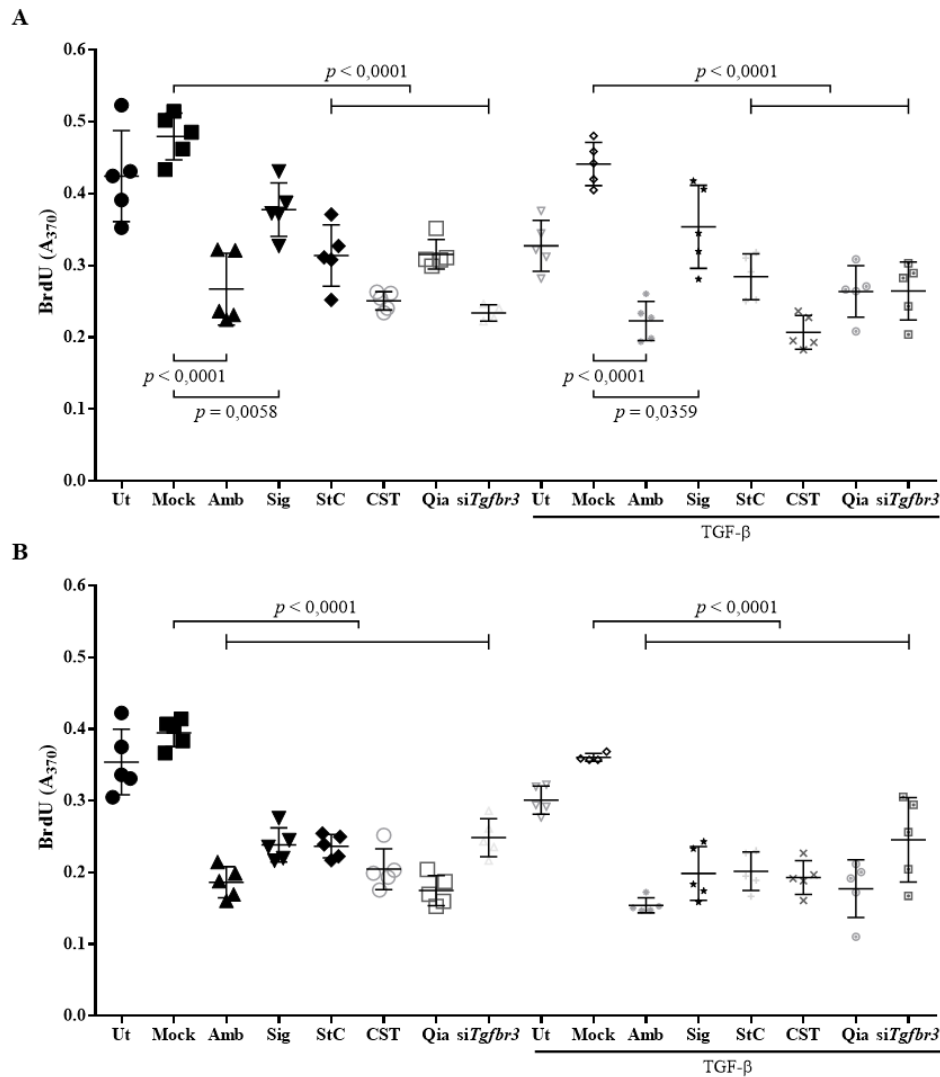 A
0.6
p < 0,0001
p < 0,0001
0.5
0.4
BrdU (A370)
0.3
0.2
p < 0,0001
p < 0,0001
p = 0,0058
p = 0,0359
0.1
0.0
Ut Mock Amb Sig StC CST Qia siTgfbr3 Ut Mock Amb Sig StC CST Qia siTgfbr3
TGF-β
B
0.6
p < 0,0001
p < 0,0001
0.5
0.4
BrdU (A370)
0.3
0.2
0.1
0.0
Ut Mock Amb Sig StC CST Qia siTgfbr3 Ut Mock Amb Sig StC CST Qia siTgfbr3
TGF-β